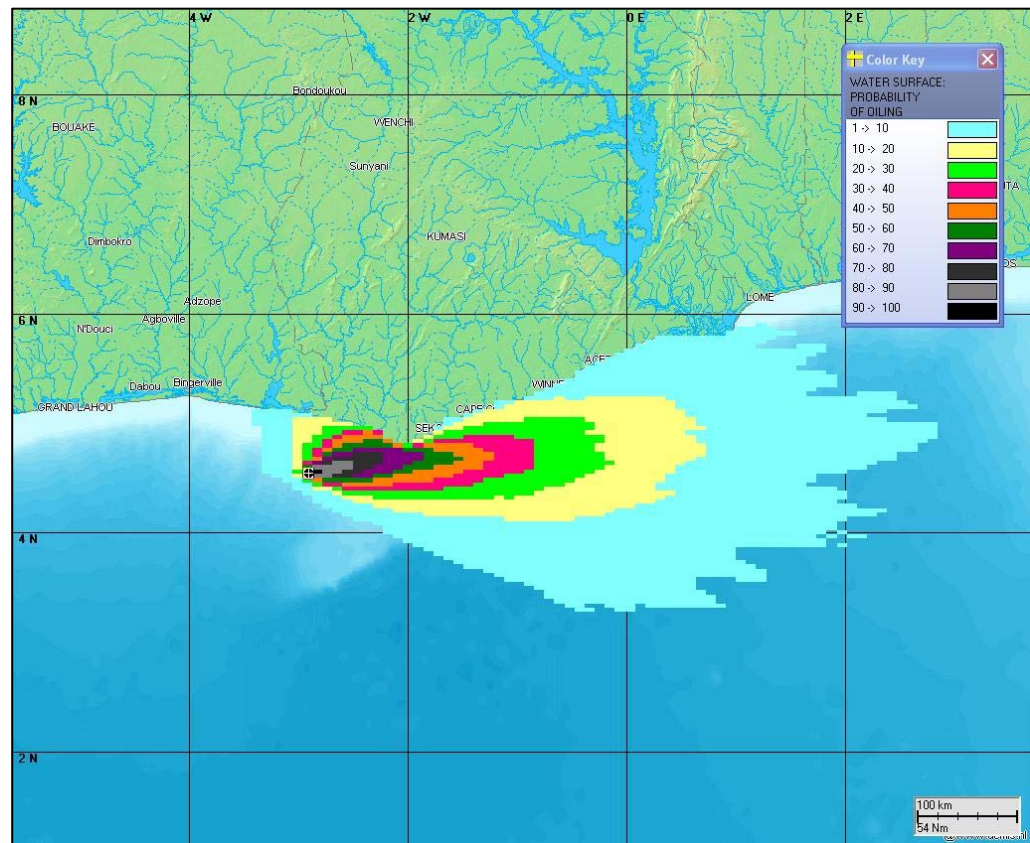 4 W
2 W
0 E
2 E
Color Key
WATER SURFACE:
PROBABILITY
OF OILING
1 -> 10
10 -> 20
20 -> 30
30 -> 40
40 -> 50
50 -> 60
60 -> 70
70 -> 80
80 -> 90
90 -> 100
8 N
Bondoukou
BOUAKE
WENCHI
Sunyani
Dimbokro
KUMASI
Adzope
LOME
6 N
Agboville
N'Douci
Dabou
Bingerville
GRAND LAHOU
4 N
2 N
100 km
54 Nm